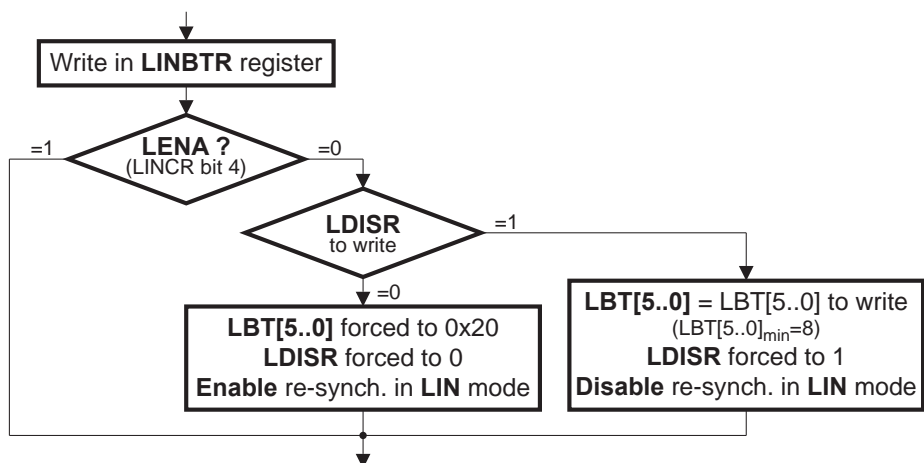 Write in LINBTR register
LENA ?
(LINCR bit 4)
=1
=0
LDISR
to write
=1
=0
LBT[5..0] forced to 0x20
LDISR forced to 0
Enable re-synch. in LIN mode
LBT[5..0] = LBT[5..0] to write
(LBT[5..0]min=8)
LDISR forced to 1
Disable re-synch. in LIN mode